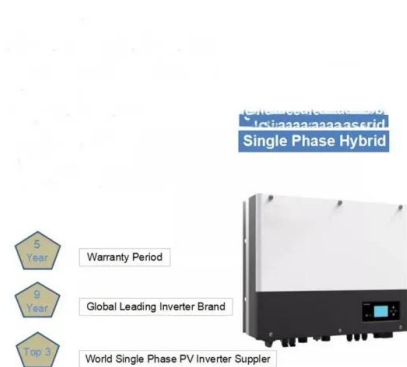 Single Phase Hybrid
5
Year
Warranty Period
9
Year
Global Leading Inverter Brand
Top 3
World Single Phase PV Inverter Suppler